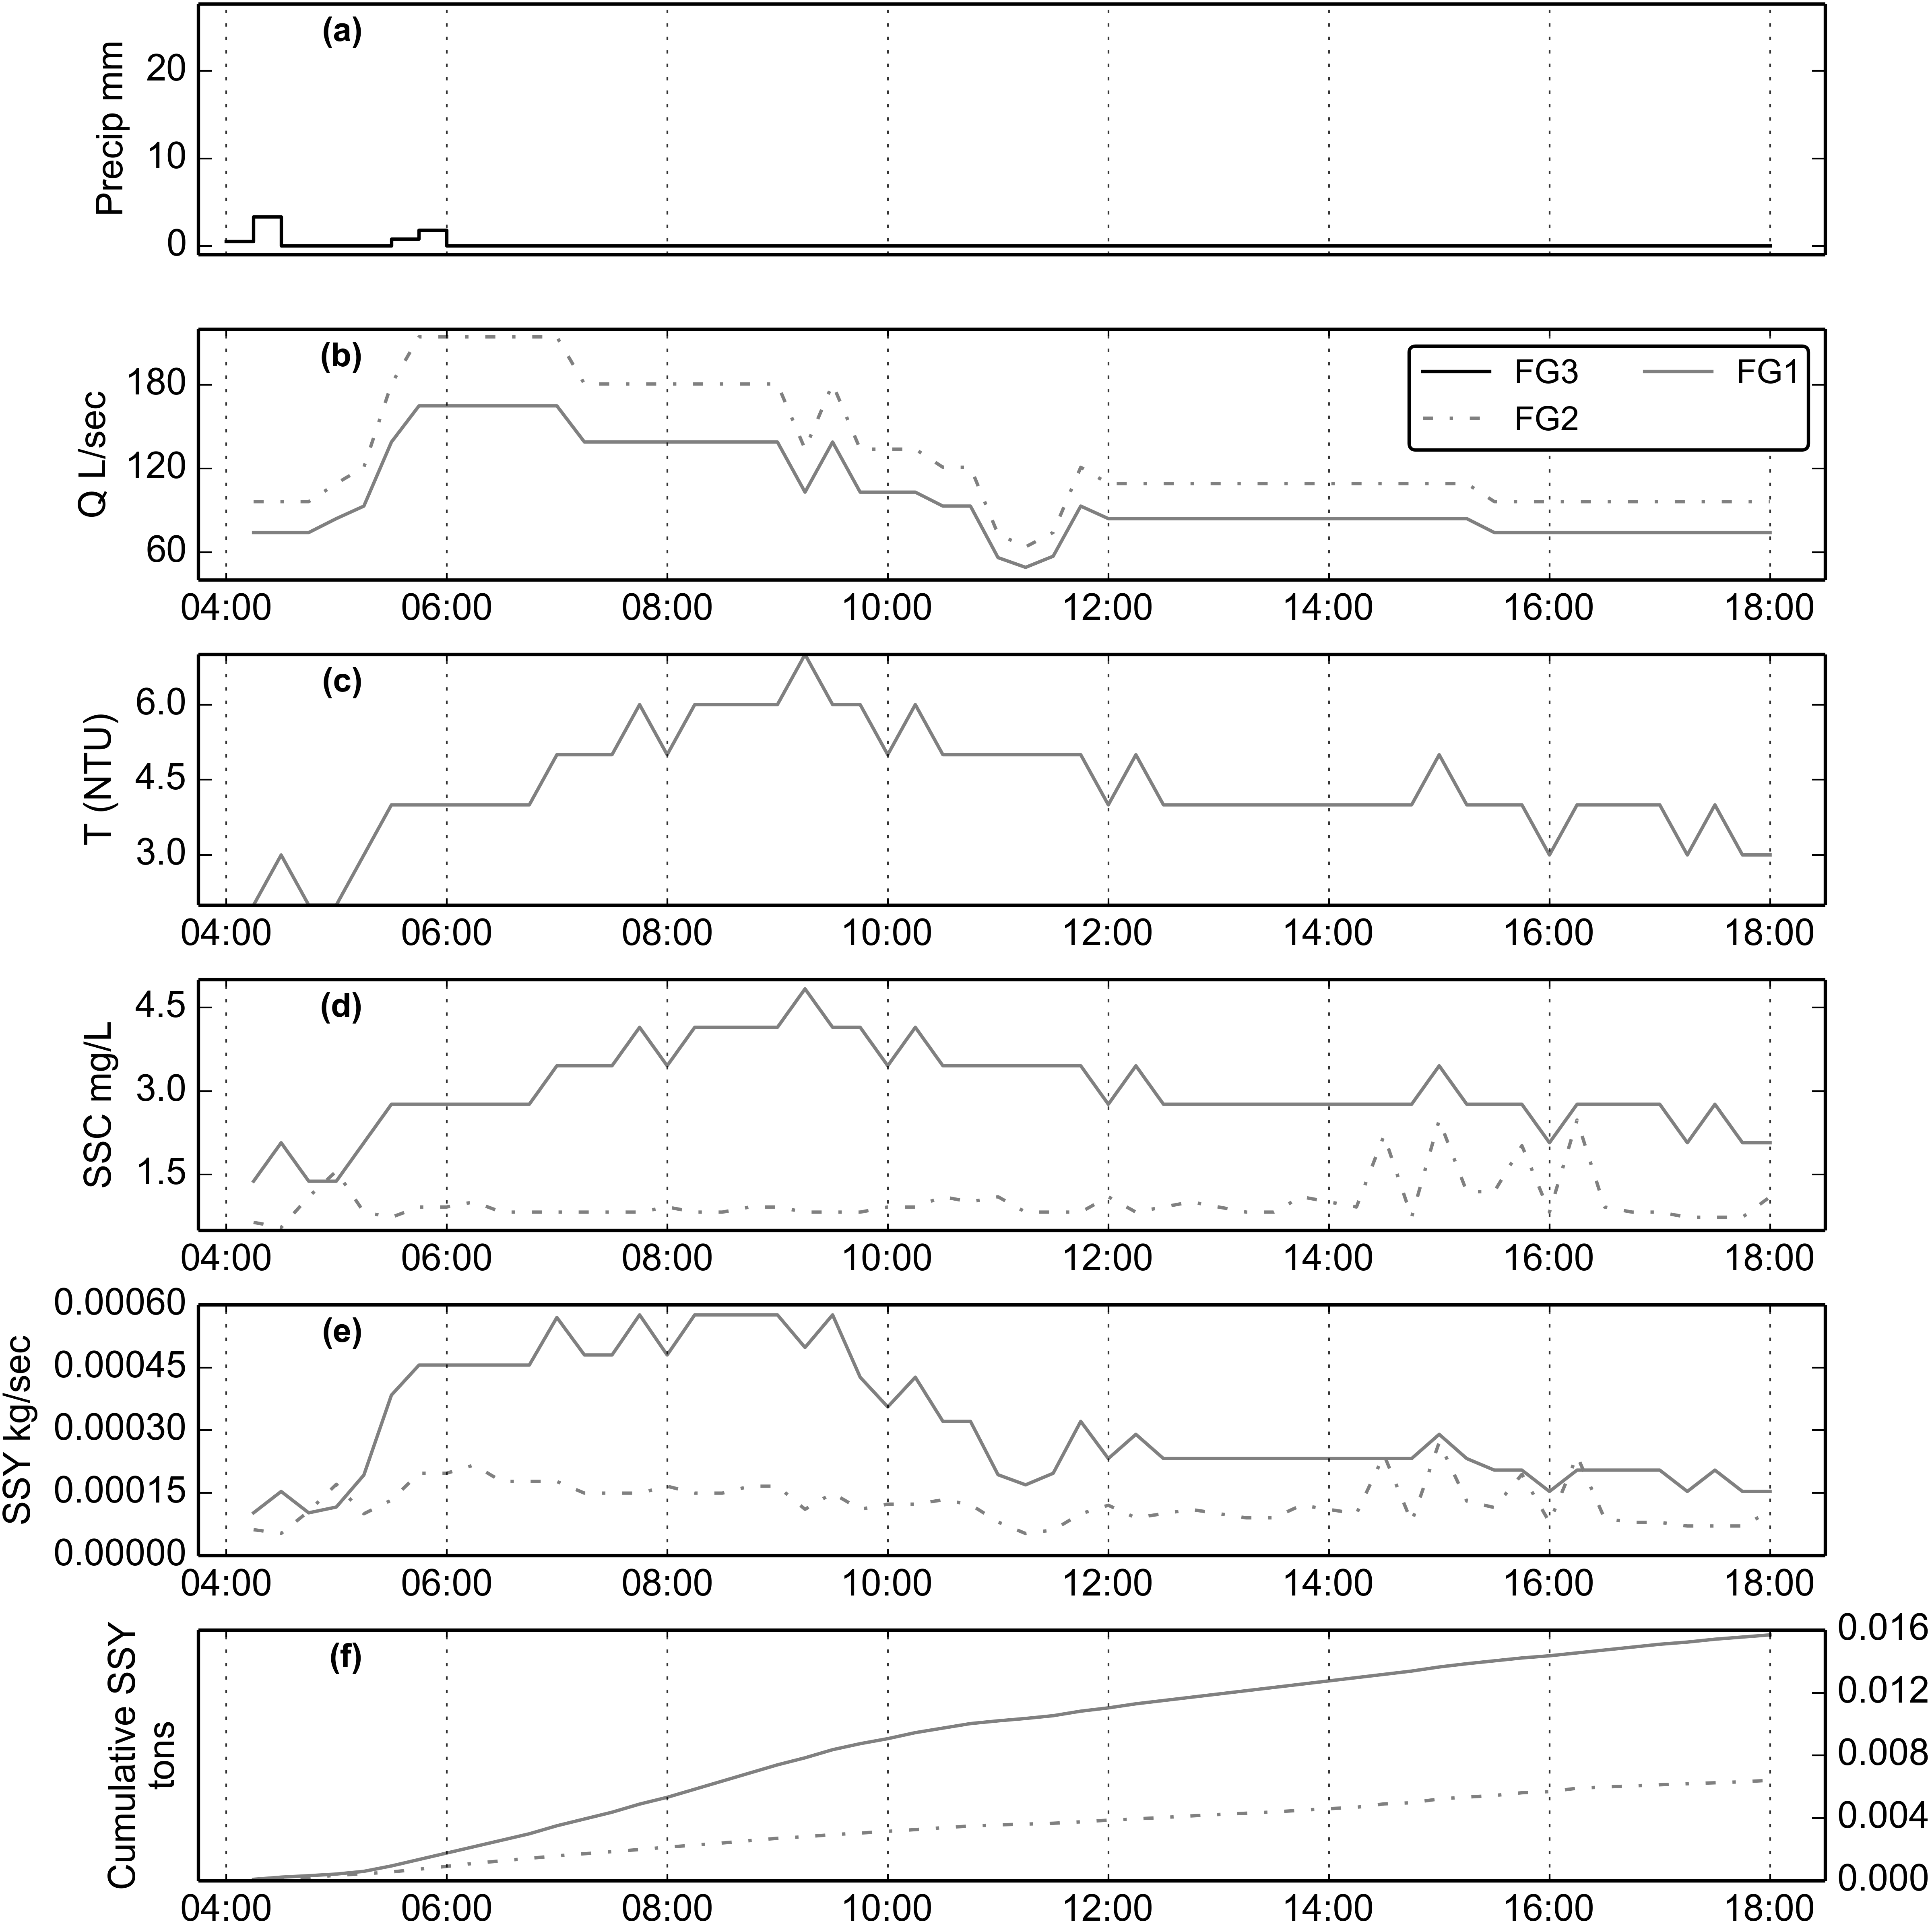 (a)
Precip mm
20
10
0
(b)
Q L/sec
180
120
60
FG3 FG1
FG2
04:00 06:00 08:00 10:00 12:00 14:00 16:00 18:00
(c)
T (NTU)
6.0
4.5
3.0
04:00 06:00 08:00 10:00 12:00 14:00 16:00 18:00
(d)
SSC mg/L
4.5
3.0
1.5
04:00 06:00 08:00 10:00 12:00 14:00 16:00 18:00
(e)
SSY kg/sec
0.00060
0.00045
0.00030
0.00015
0.00000
04:00 06:00 08:00 10:00 12:00 14:00 16:00 18:00
(f)
Cumulative SSY
tons
0.016
0.012
0.008
0.004
0.000
04:00 06:00 08:00 10:00 12:00 14:00 16:00 18:00